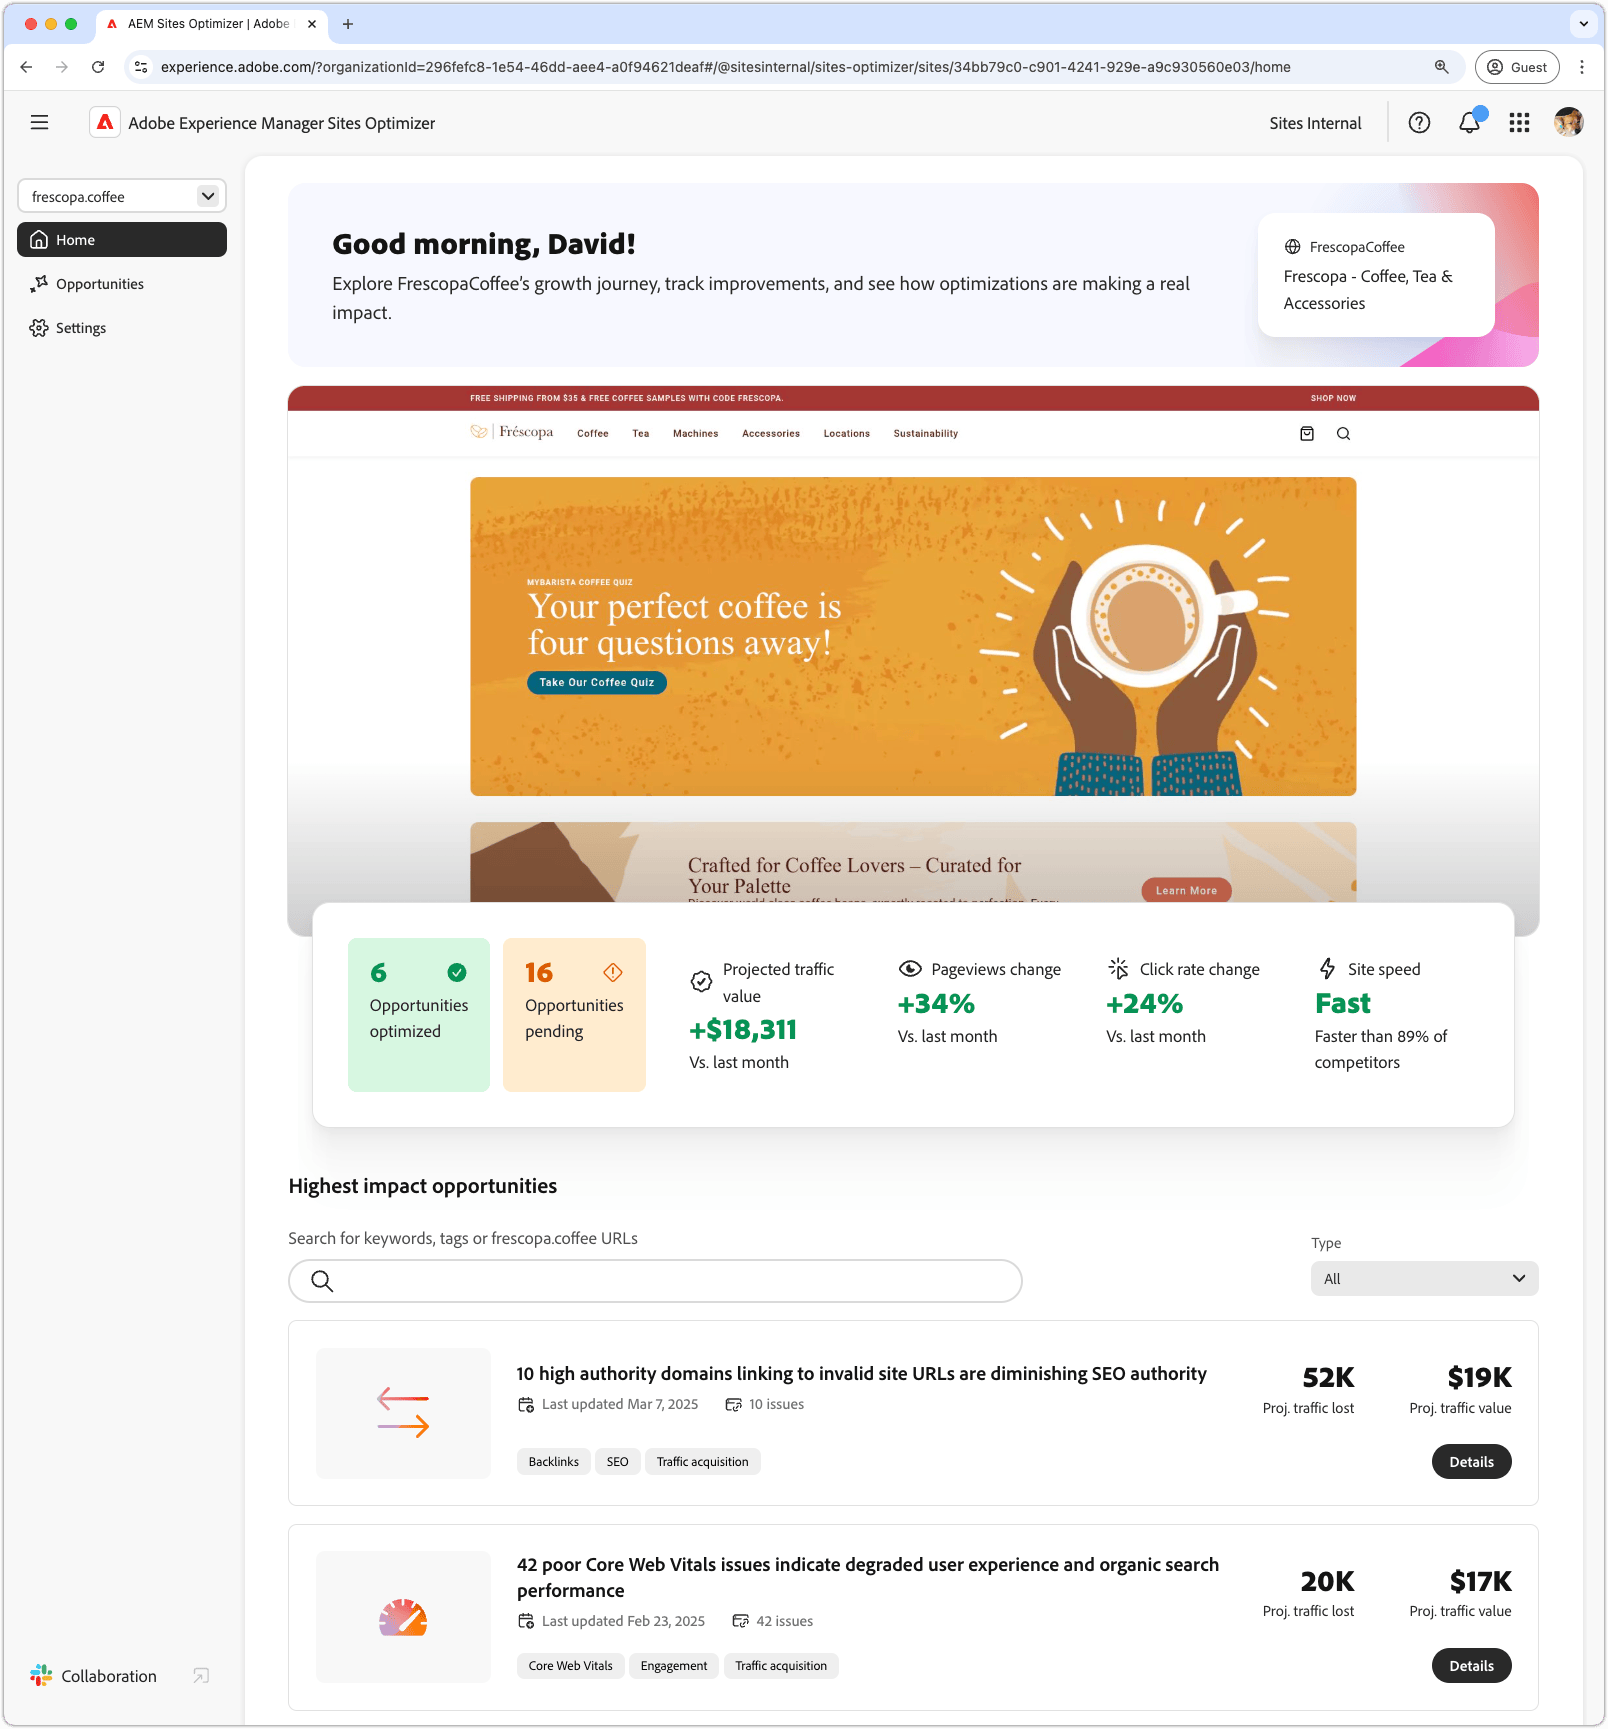 AEM Sites Optimizer | Adobe
experience.adobe.com/?organizationId=296fefc8-1e54-46dd-aee4-a0f94621deaf#/@sitesinternal/sites-optimizer/sites/34bb79c0-c901-4241-929e-a9c930560e03/home
Guest
Adobe Experience Manager Sites Optimizer
Sites Internal
frescopa.coffee
Home
Opportunities
Settings
Good morning, David!
Explore FrescopaCoffee's growth journey, track improvements, and see how optimizations are making a real
impact.
FrescopaCoffee
Frescopa - Coffee, Tea &
Accessories
FREE SHIPPING FROM $35 & FREE COFFEE SAMPLES WITH CODE FRESCOPA.
SHOP NOW
Fréscopa
Coffee
Tea
Machines
Accessories
Locations
Sustainability
MYBARISTA COFFEE QUIZ
Your perfect coffee is
four questions away!
Take Our Coffee Quiz
Crafted for Coffee Lovers – Curated for
Your Palette
Learn More
6
Opportunities
optimized
16
Opportunities
pending
Projected traffic
value
+$18,311
Vs. last month
Pageviews change
+34%
Vs. last month
Click rate change
+24%
Vs. last month
Site speed
Fast
Faster than 89% of
competitors
Highest impact opportunities
Search for keywords, tags or frescopa.coffee URLs
Type
All
10 high authority domains linking to invalid site URLs are diminishing SEO authority
Last updated Mar 7, 2025
10 issues
Backlinks
SEO
Traffic acquisition
52K
Proj. traffic lost
$19K
Proj. traffic value
Details
42 poor Core Web Vitals issues indicate degraded user experience and organic search
performance
Last updated Feb 23, 2025
42 issues
Core Web Vitals
Engagement
Traffic acquisition
20K
Proj. traffic lost
$17K
Proj. traffic value
Details
Collaboration